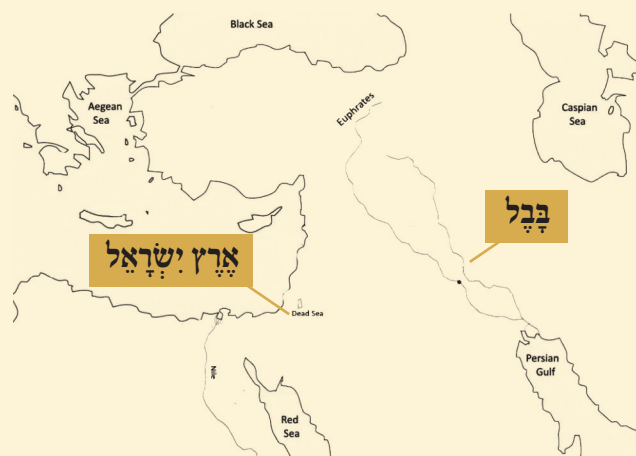 Black Sea
Aegean
Sea
Euphrates
Caspian
Sea
בָּבֶל
אֶרֶץ יִשְׂרָאֵל
Dead Sea
Persian
Gulf
Nile
Red
Sea